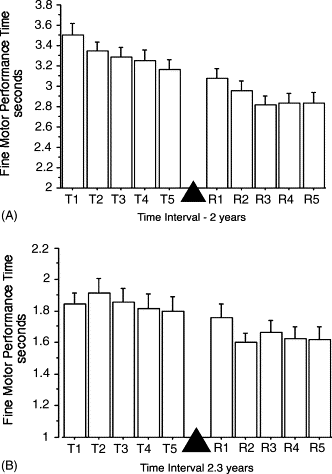 Fine Motor Performance Time
seconds
3.8
3.6
3.4
3.2
3
2.8
2.6
2.4
2.2
2
T1 T2 T3 T4 T5 R1 R2 R3 R4 R5
(A) Time Interval - 2 years
Fine Motor Performance Time
seconds
2.2
2
1.8
1.6
1.4
1.2
1
T1 T2 T3 T4 T5 R1 R2 R3 R4 R5
(B) Time Interval 2.3 years